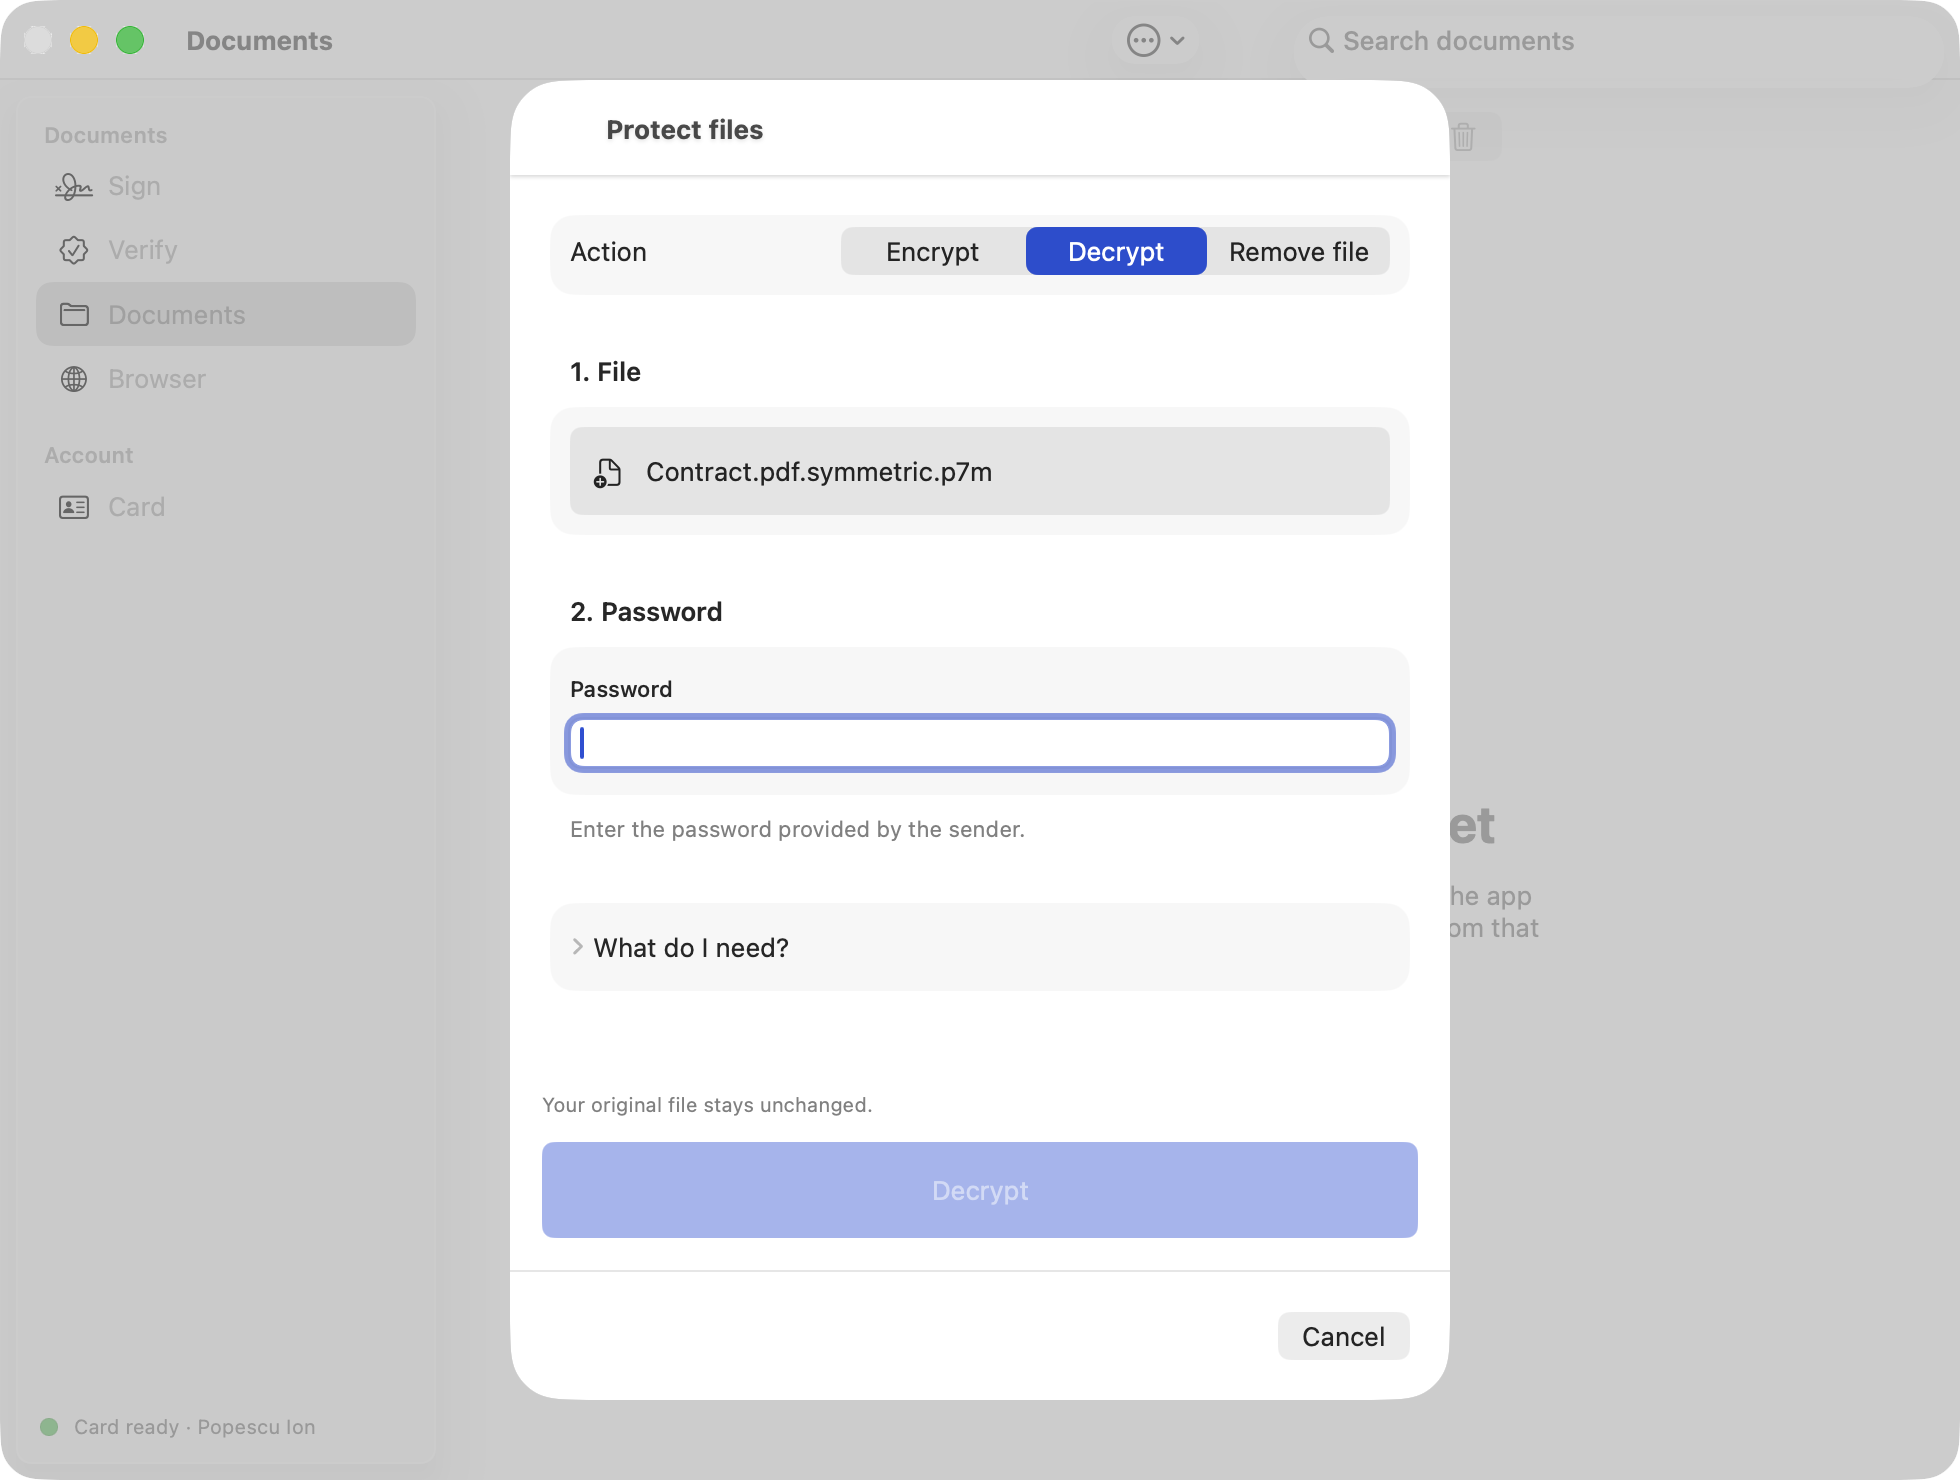 Documents
Search documents
Documents
Sign
Verify
Documents
Browser
Account
Card
Card ready · Popescu Ion
Protect files
Action
Encrypt
Decrypt
Remove file
1. File
Contract.pdf.symmetric.p7m
2. Password
Password
Enter the password provided by the sender.
What do I need?
Your original file stays unchanged.
Decrypt
Cancel
app
that